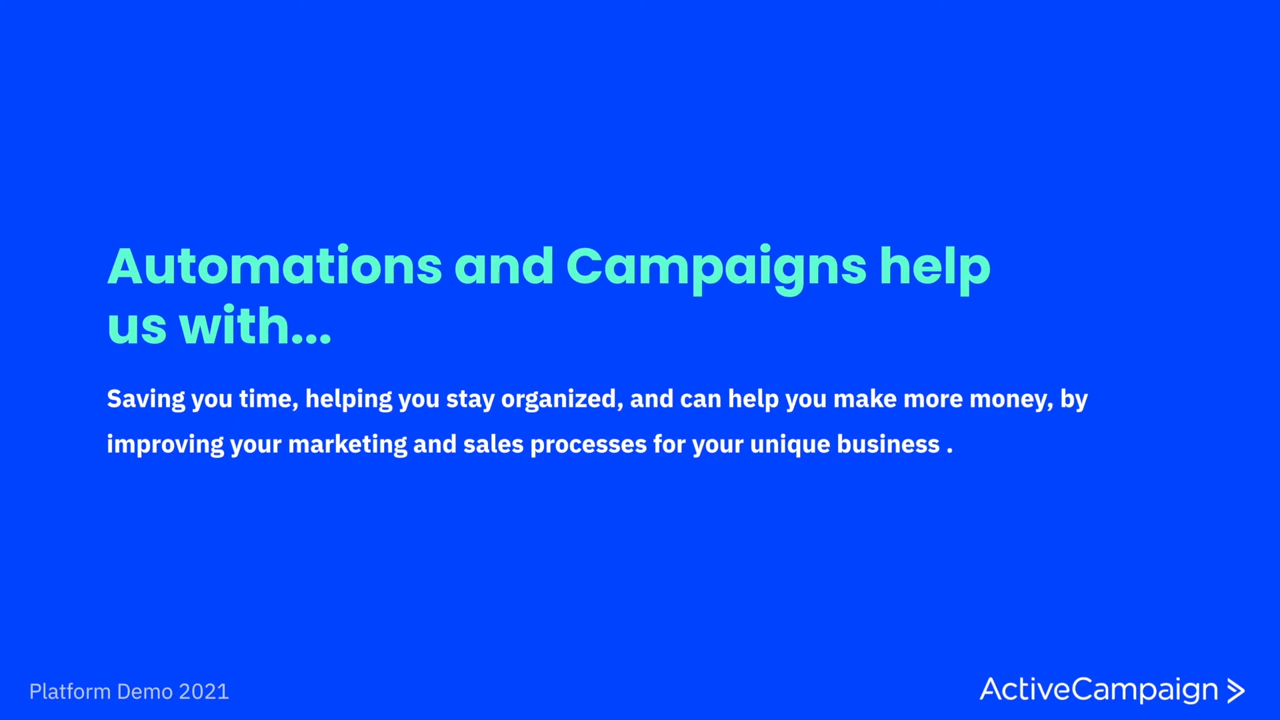 Automations and Campaigns help
us with...
Saving you time, helping you stay organized, and can help you make more money, by
improving your marketing and sales processes for your unique business .
Platform Demo 2021
ActiveCampaign